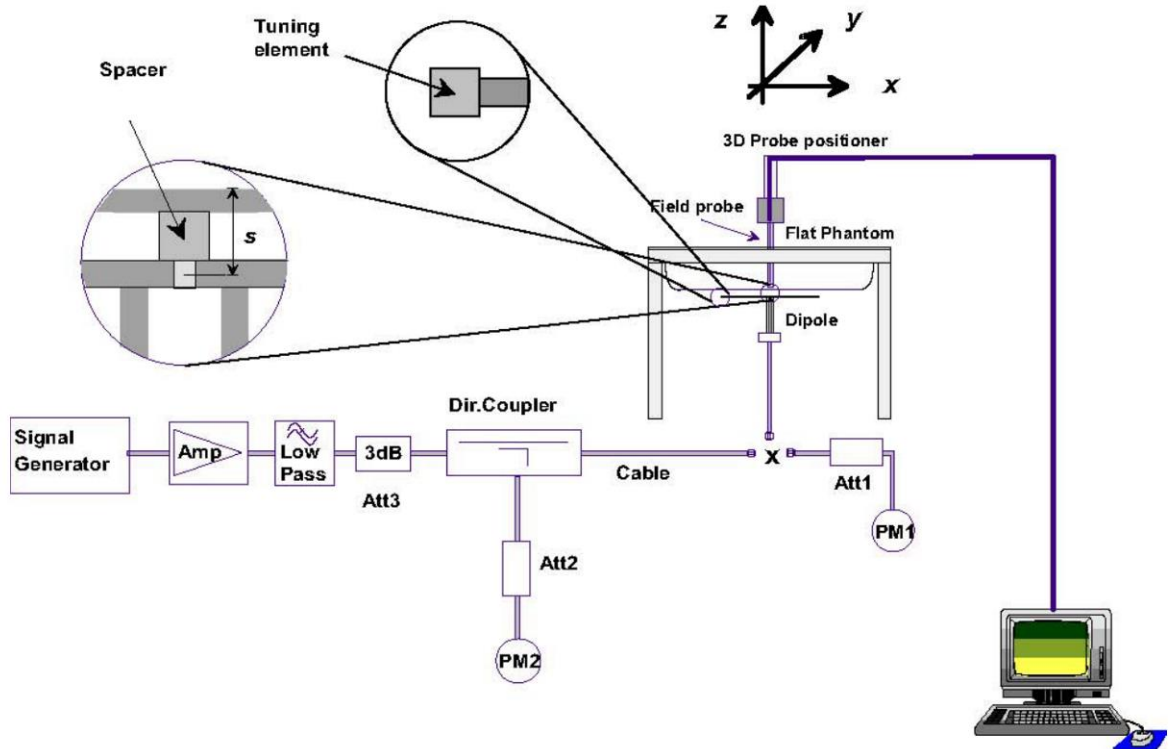 Tuning
element
Spacer
z
y
x
3D Probe positioner
Field probe
Flat Phantom
s
Dipole
Dir.Coupler
Signal
Generator
Amp
Low
Pass
3dB
Att3
Cable
x
Att1
PM1
Att2
PM2